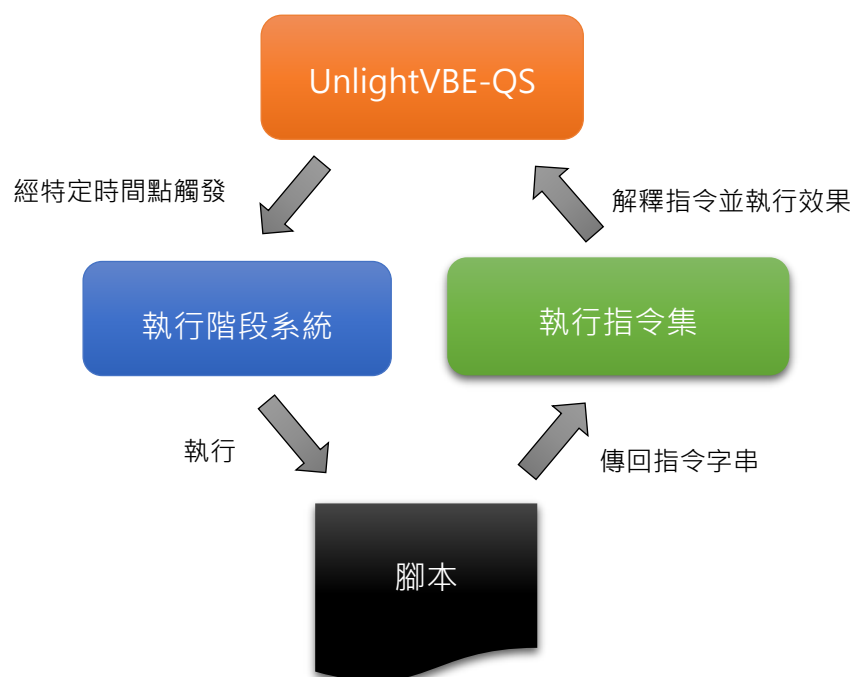 UnlightVBE-QS
經特定時間點觸發
解釋指令並執行效果
執行階段系統
執行指令集
執行
傳回指令字串
腳本